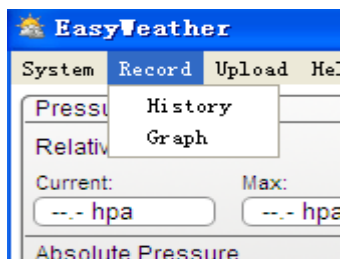 EasyWeather
System Record Upload
History
Graph
Current: Max:
--.- hpa --.- hpa
Absolute Pressure